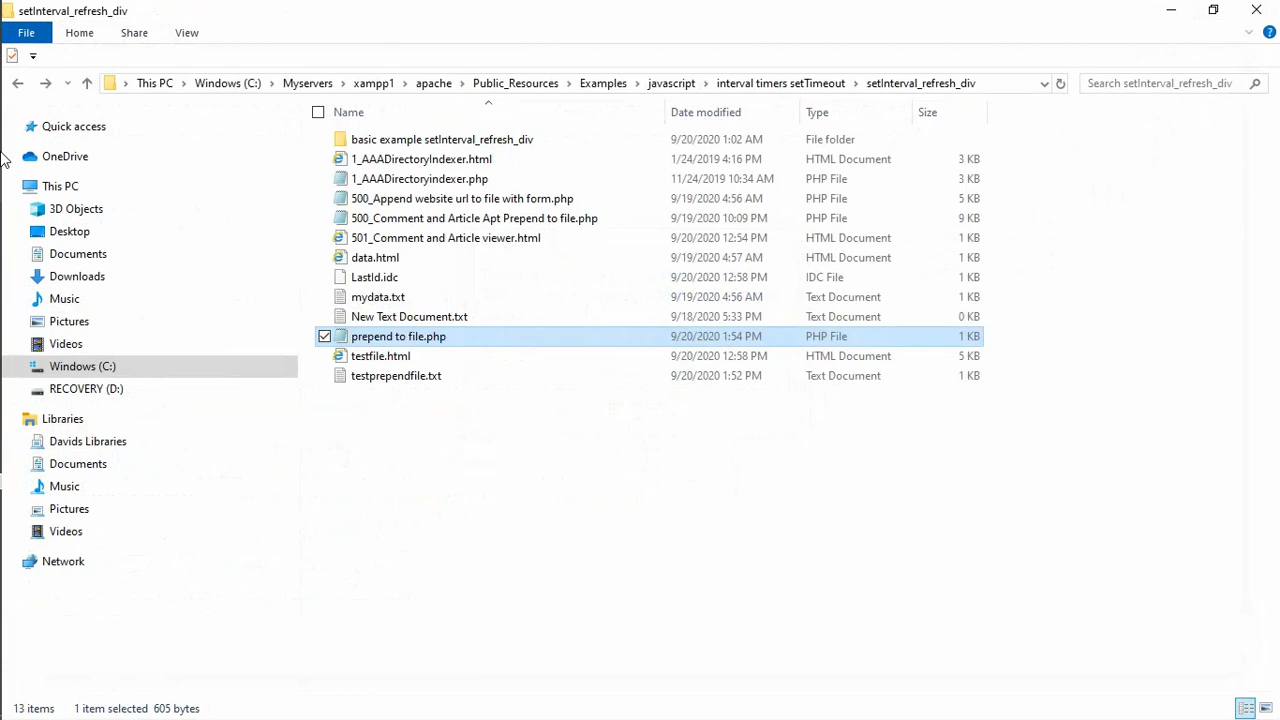 setInterval_refresh_div
File Home Share View
This PC Windows (C:) Myservers xampp1 apache Public_Resources Examples javascript interval timers setTimeout setInterval_refresh_div Search setInterval_refresh_div
Name Date modified Type Size
Quick access
OneDrive
This PC
3D Objects
Desktop
Documents
Downloads
Music
Pictures
Videos
Windows (C:)
RECOVERY (D:)
Libraries
Davids Libraries
Documents
Music
Pictures
Videos
Network
basic example setInterval_refresh_div 9/20/2020 1:02 AM File folder
1_AAADirectoryIndexer.html 1/24/2019 4:16 PM HTML Document 3 KB
1_AAADirectoryindexer.php 11/24/2019 10:34 AM PHP File 3 KB
500_Append website url to file with form.php 9/19/2020 4:56 AM PHP File 5 KB
500_Comment and Article Apt Prepend to file.php 9/19/2020 10:09 PM PHP File 9 KB
501_Comment and Article viewer.html 9/20/2020 12:54 PM HTML Document 1 KB
data.html 9/19/2020 4:57 AM HTML Document 1 KB
LastId.idc 9/20/2020 12:58 PM IDC File 1 KB
mydata.txt 9/19/2020 4:56 AM Text Document 1 KB
New Text Document.txt 9/18/2020 5:33 PM Text Document 0 KB
prepend to file.php 9/20/2020 1:54 PM PHP File 1 KB
testfile.html 9/20/2020 12:58 PM HTML Document 5 KB
testprependfile.txt 9/20/2020 1:52 PM Text Document 1 KB
13 items 1 item selected 605 bytes